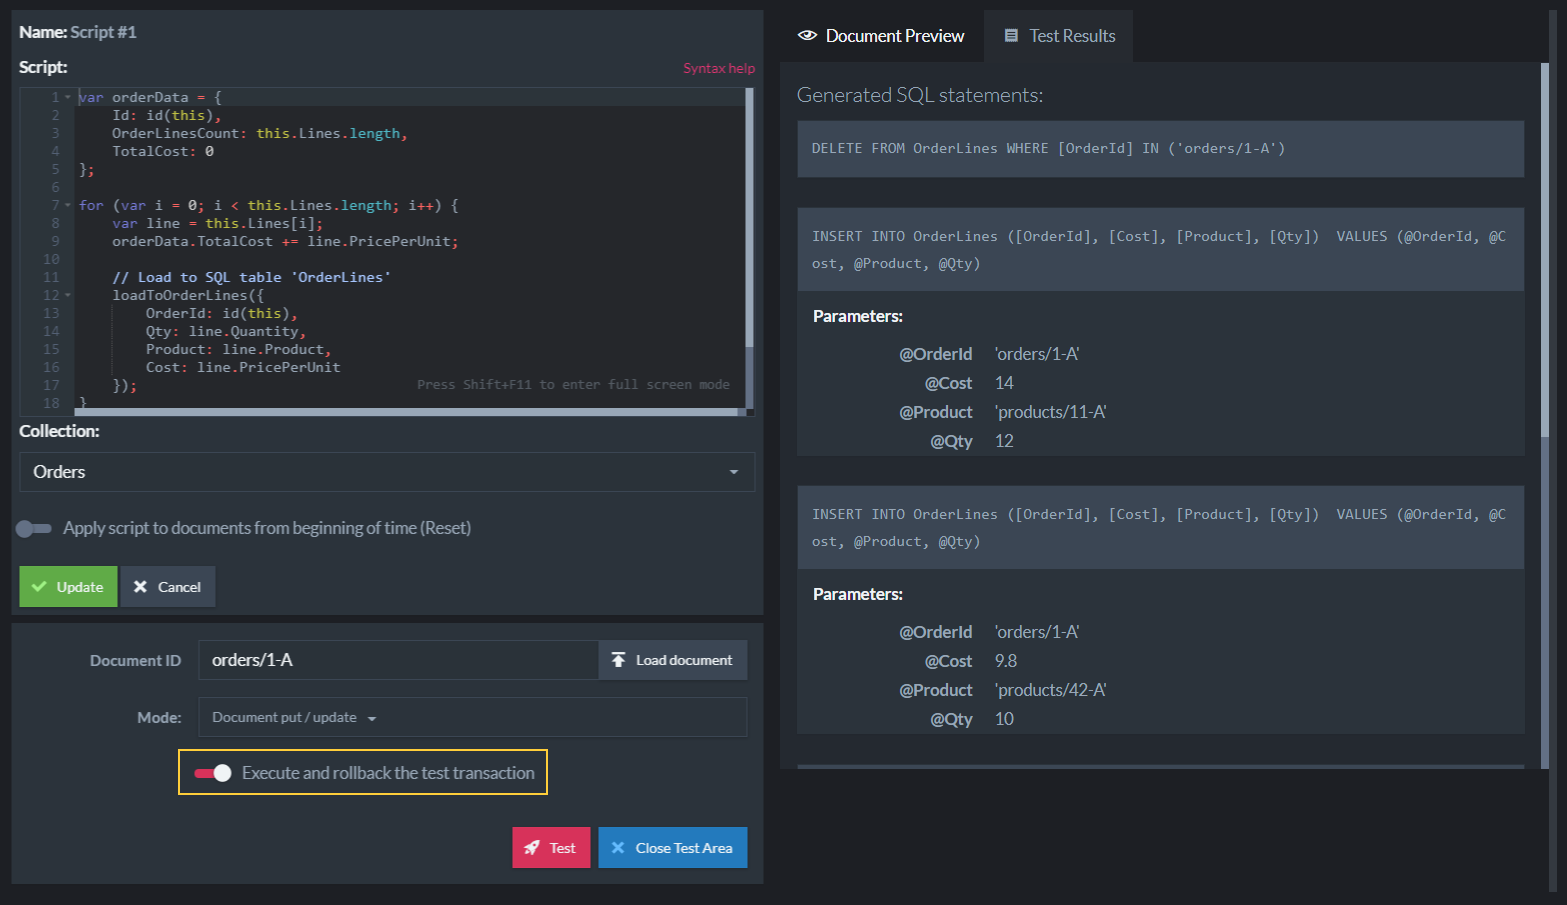 Name: Script #1
Script:
Syntax help
1 var orderData = {
2 Id: id(this),
3 OrderLinesCount: this.Lines.length,
4 TotalCost: 0
5 };
6
7 for (var i = 0; i < this.Lines.length; i++) {
8 var line = this.Lines[i];
9 orderData.TotalCost += line.PricePerUnit;
10
11 // Load to SQL table 'OrderLines'
12 loadToOrderLines({
13 OrderId: id(this),
14 Qty: line.Quantity,
15 Product: line.Product,
16 Cost: line.PricePerUnit
17 });
Press Shift+F11 to enter full screen mode
18 }
Collection:
Orders
Apply script to documents from beginning of time (Reset)
Update
Cancel
Document ID
orders/1-A
Load document
Mode:
Document put / update
Execute and rollback the test transaction
Test
Close Test Area
Document Preview
Test Results
Generated SQL statements:
DELETE FROM OrderLines WHERE [OrderId] IN ('orders/1-A')
INSERT INTO OrderLines ([OrderId], [Cost], [Product], [Qty])  VALUES (@OrderId, @C
ost, @Product, @Qty)
Parameters:
@OrderId 'orders/1-A'
@Cost 14
@Product 'products/11-A'
@Qty 12
INSERT INTO OrderLines ([OrderId], [Cost], [Product], [Qty])  VALUES (@OrderId, @C
ost, @Product, @Qty)
Parameters:
@OrderId 'orders/1-A'
@Cost 9.8
@Product 'products/42-A'
@Qty 10